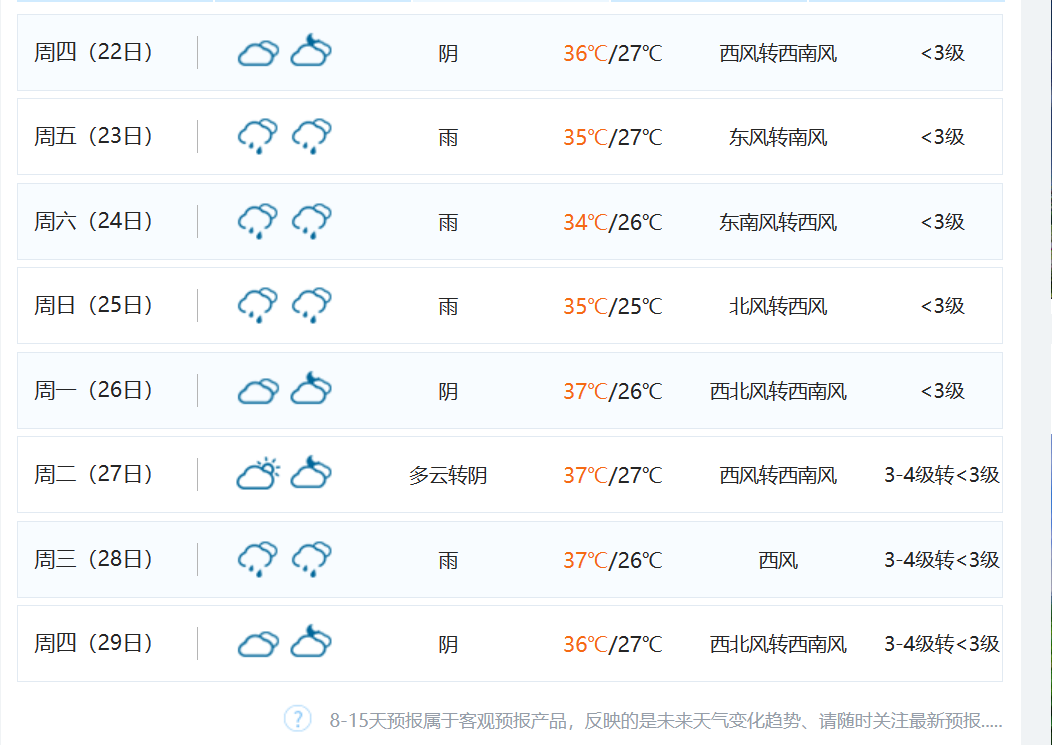 周四（22日） 阴 36℃/27℃ 西风转西南风 <3级
周五（23日） 雨 35℃/27℃ 东风转南风 <3级
周六（24日） 雨 34℃/26℃ 东南风转西风 <3级
周日（25日） 雨 35℃/25℃ 北风转西风 <3级
周一（26日） 阴 37℃/26℃ 西北风转西南风 <3级
周二（27日） 多云转阴 37℃/27℃ 西风转西南风 3-4级转<3级
周三（28日） 雨 37℃/26℃ 西风 3-4级转<3级
周四（29日） 阴 36℃/27℃ 西北风转西南风 3-4级转<3级
? 8-15天预报属于客观预报产品，反映的是未来天气变化趋势、请随时关注最新预报.....